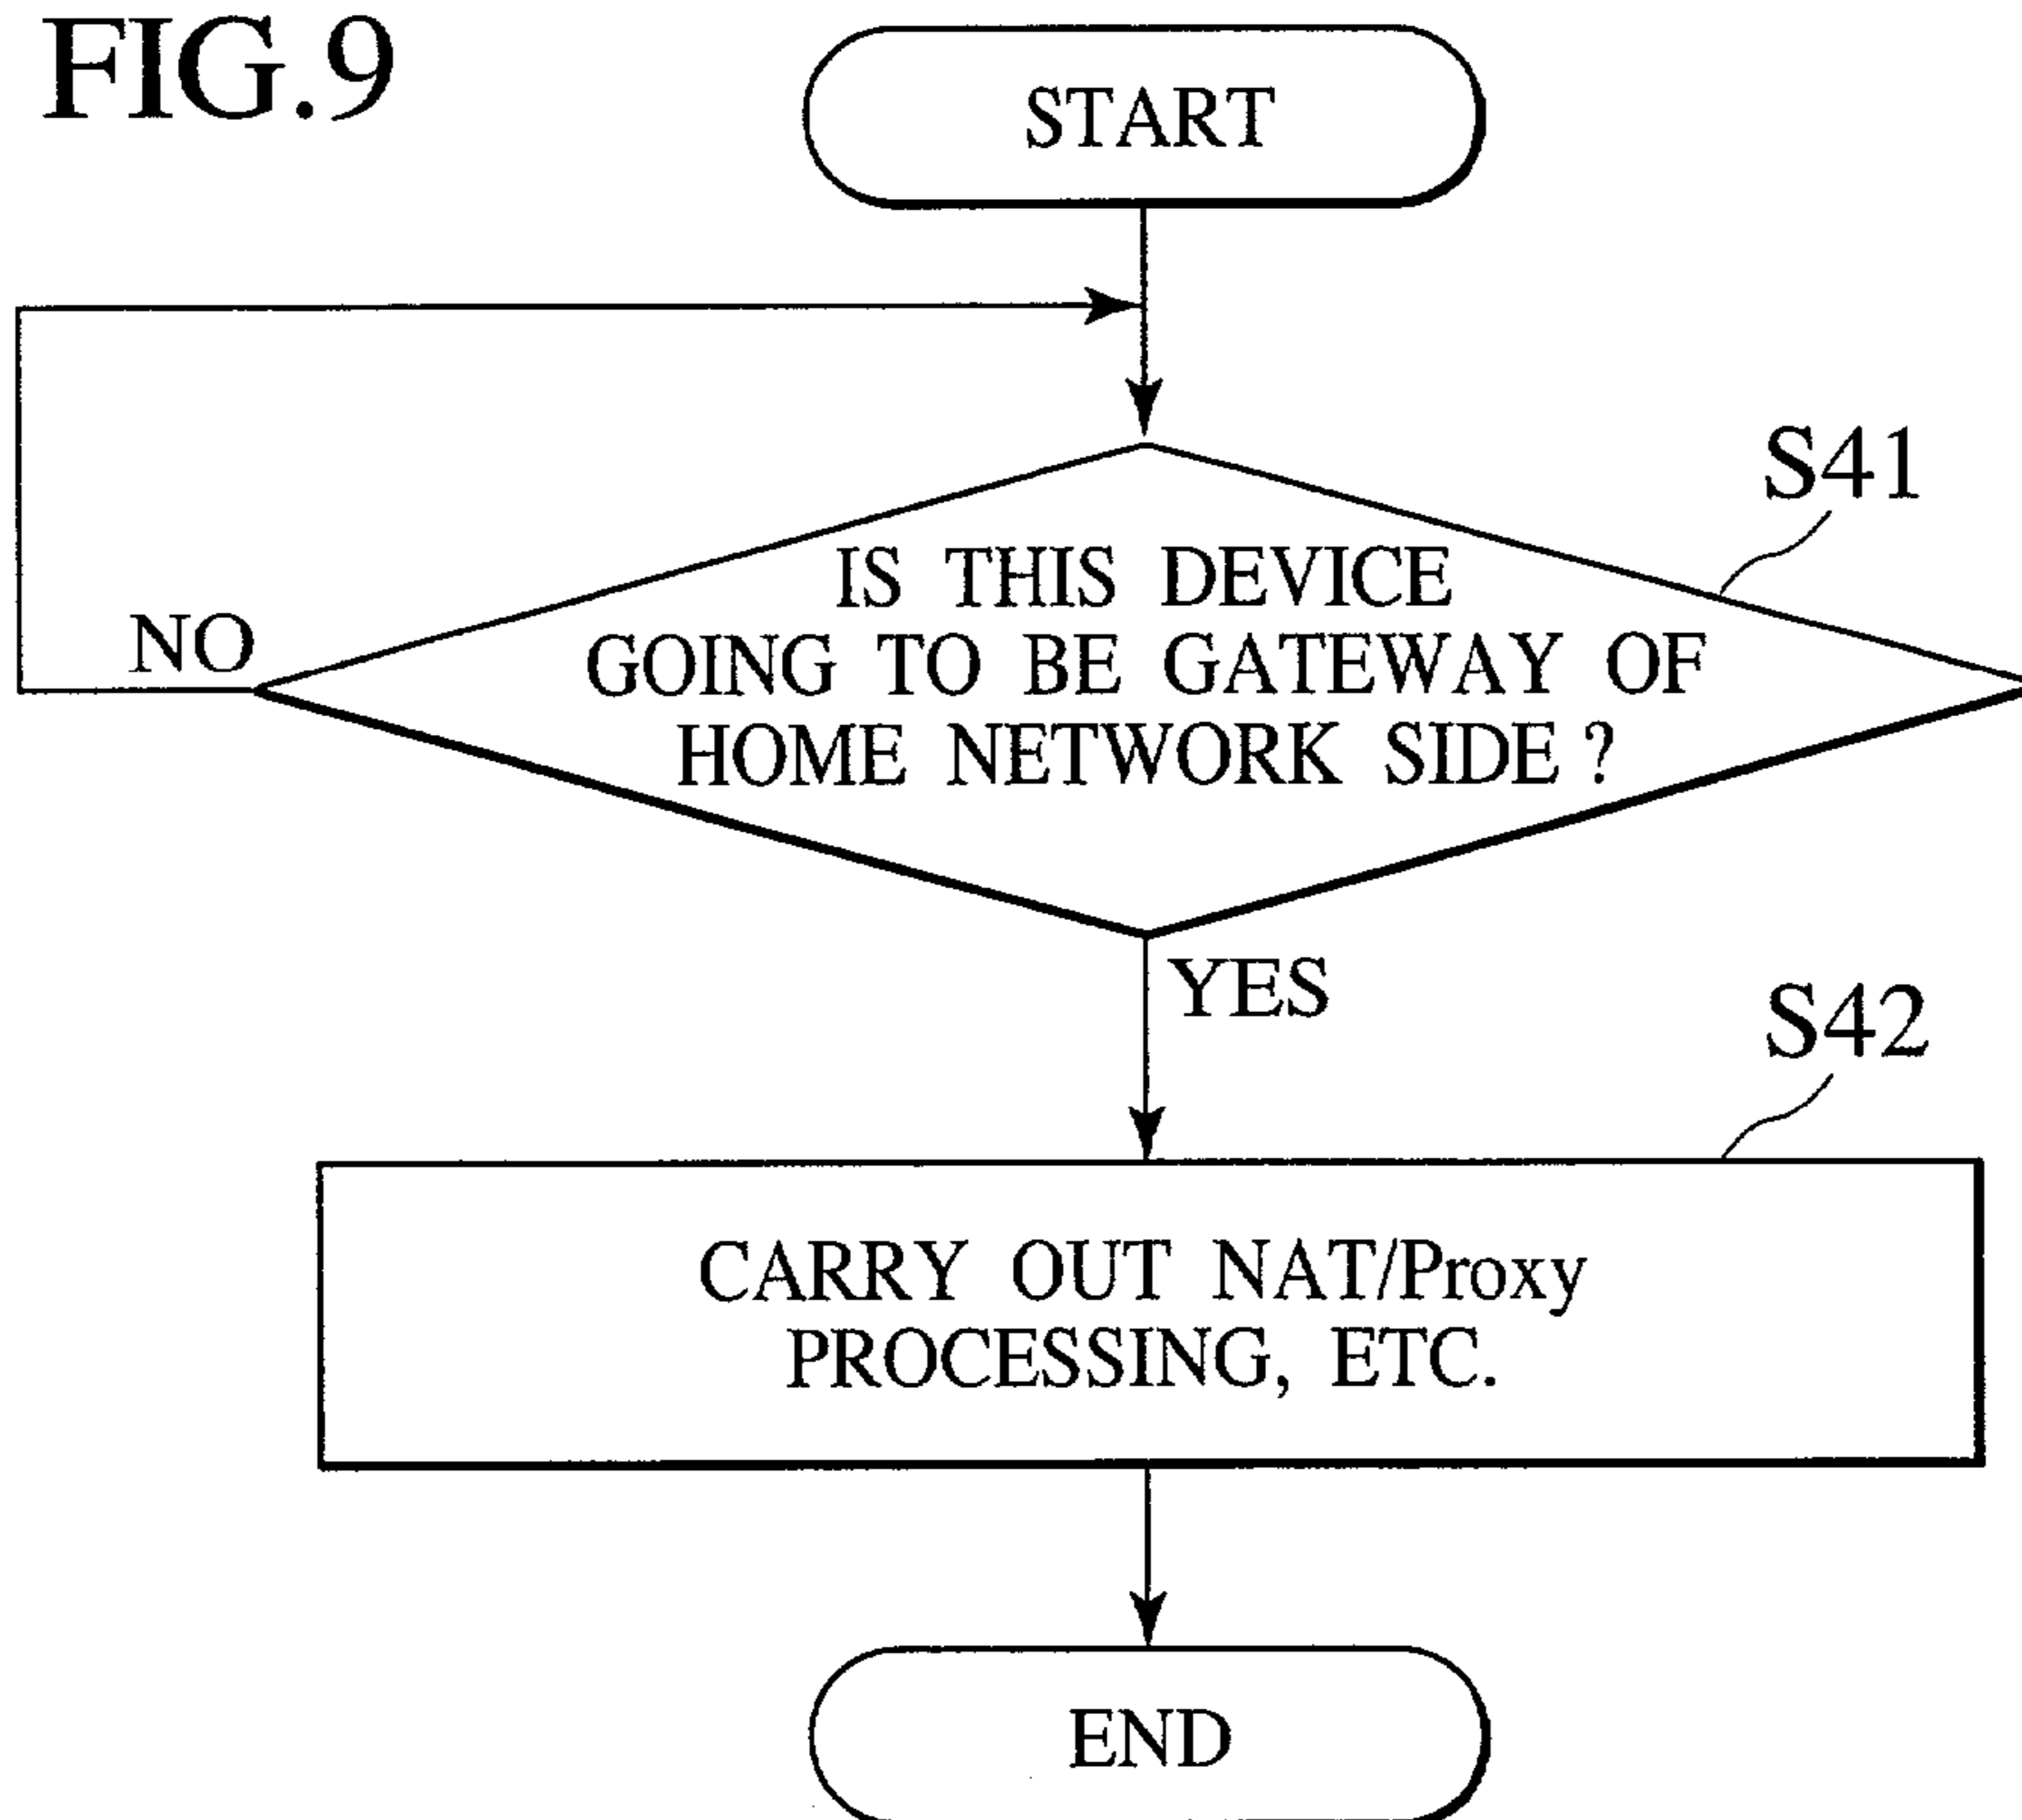 FIG.9
START
S41
IS THIS DEVICE
GOING TO BE GATEWAY OF
HOME NETWORK SIDE ?
NO
YES
S42
CARRY OUT NAT/Proxy
PROCESSING, ETC.
END